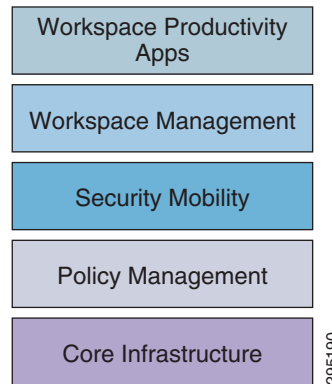 Workspace Productivity
Apps
Workspace Management
Security Mobility
Policy Management
Core Infrastructure